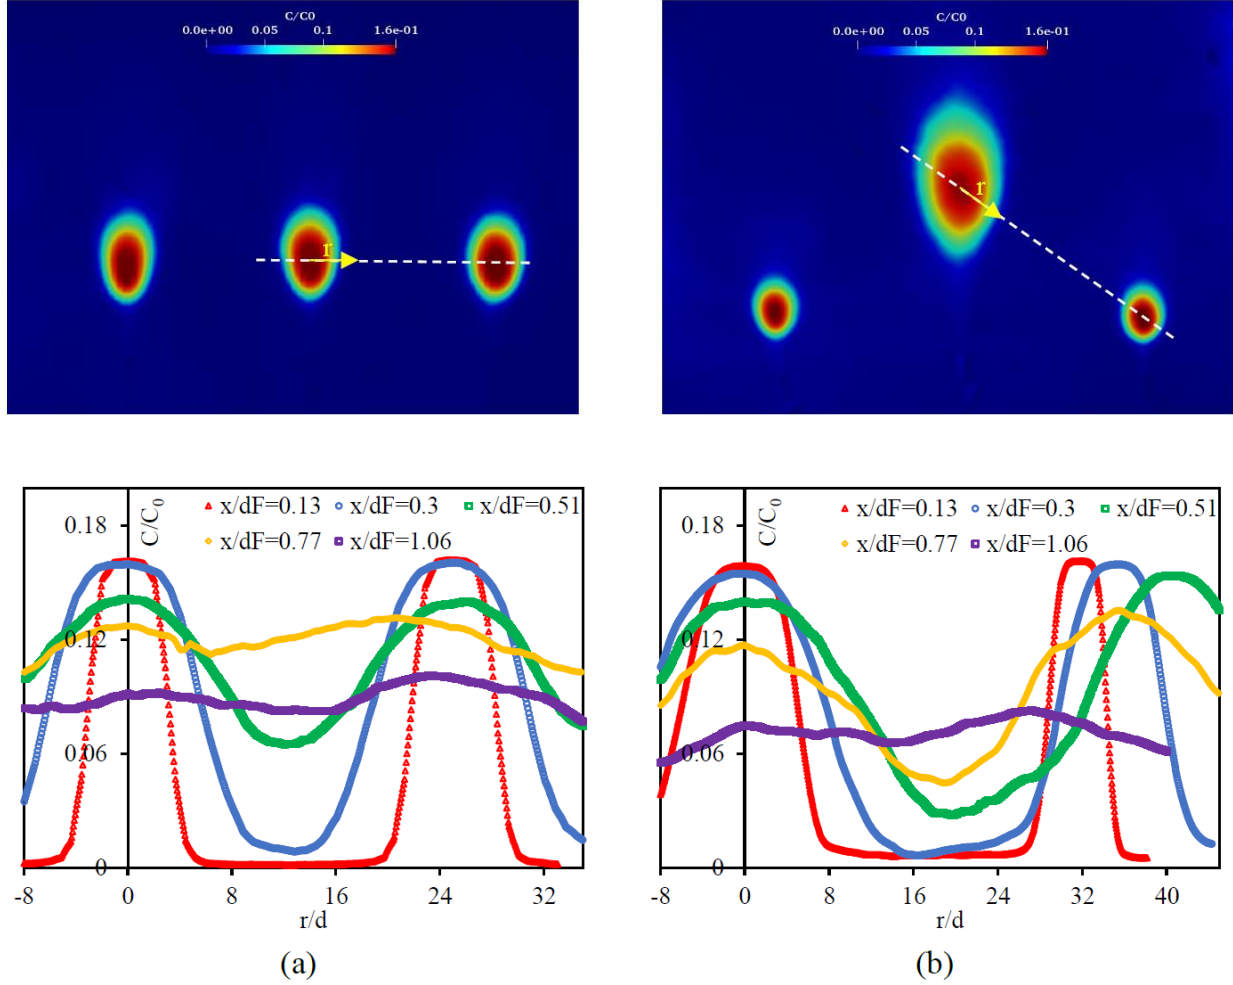 C/C0
0.0e+00 0.05 0.1 1.6e-01
r
C/C0
0.0e+00 0.05 0.1 1.6e-01
r
x/dF=0.13 x/dF=0.3 x/dF=0.51
x/dF=0.77 x/dF=1.06
C/C0
0.18
0.12
0.06
0
-8 0 8 16 24 32
r/d
(a)
x/dF=0.13 x/dF=0.3 x/dF=0.51
x/dF=0.77 x/dF=1.06
C/C0
0.18
0.12
0.06
0
-8 0 8 16 24 32 40
r/d
(b)